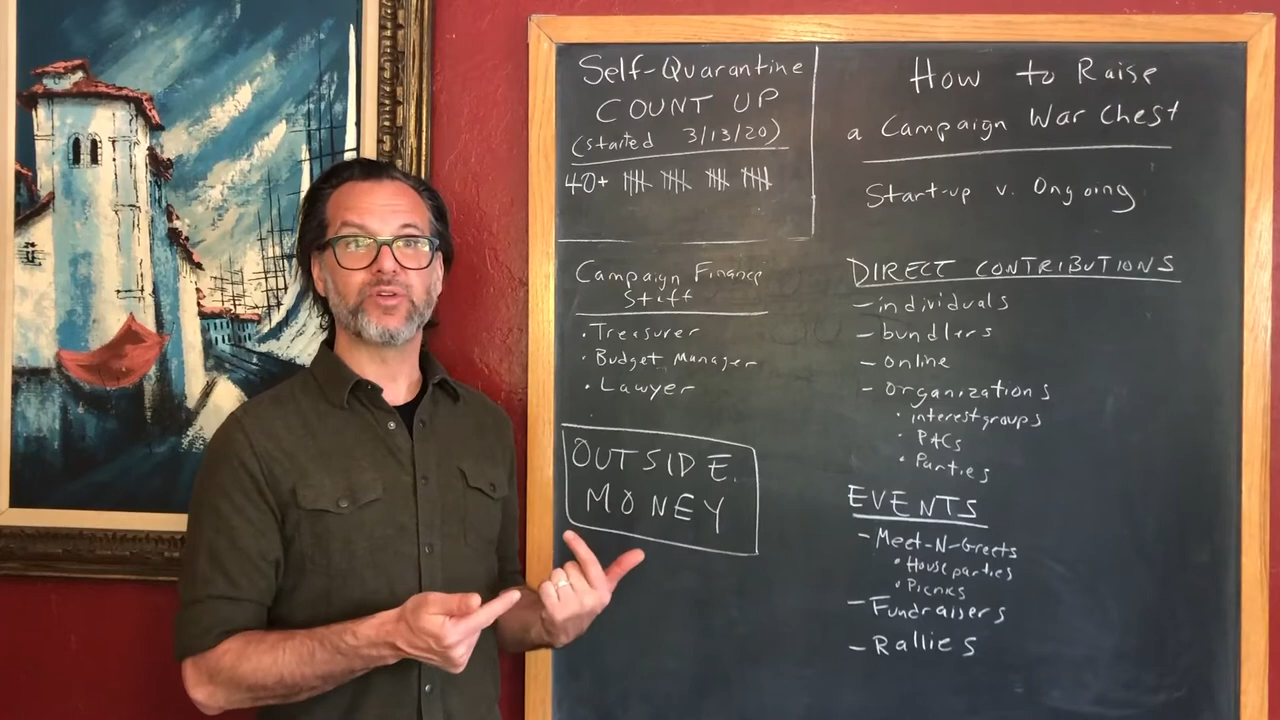 Self-Quarantine
COUNT UP
(started 3/13/20)
40+ 𝍸 𝍸 𝍸 𝍸
Campaign Finance
Staff
• Treasurer
• Budget Manager
• Lawyer
OUTSIDE
MONEY
How to Raise
a Campaign War Chest
Start-up v. Ongoing
DIRECT CONTRIBUTIONS
- individuals
- bundlers
- online
- organizations
• interest groups
• PACs
• Parties
EVENTS
- Meet-N-Greets
• House parties
• Picnics
- Fundraisers
- Rallies